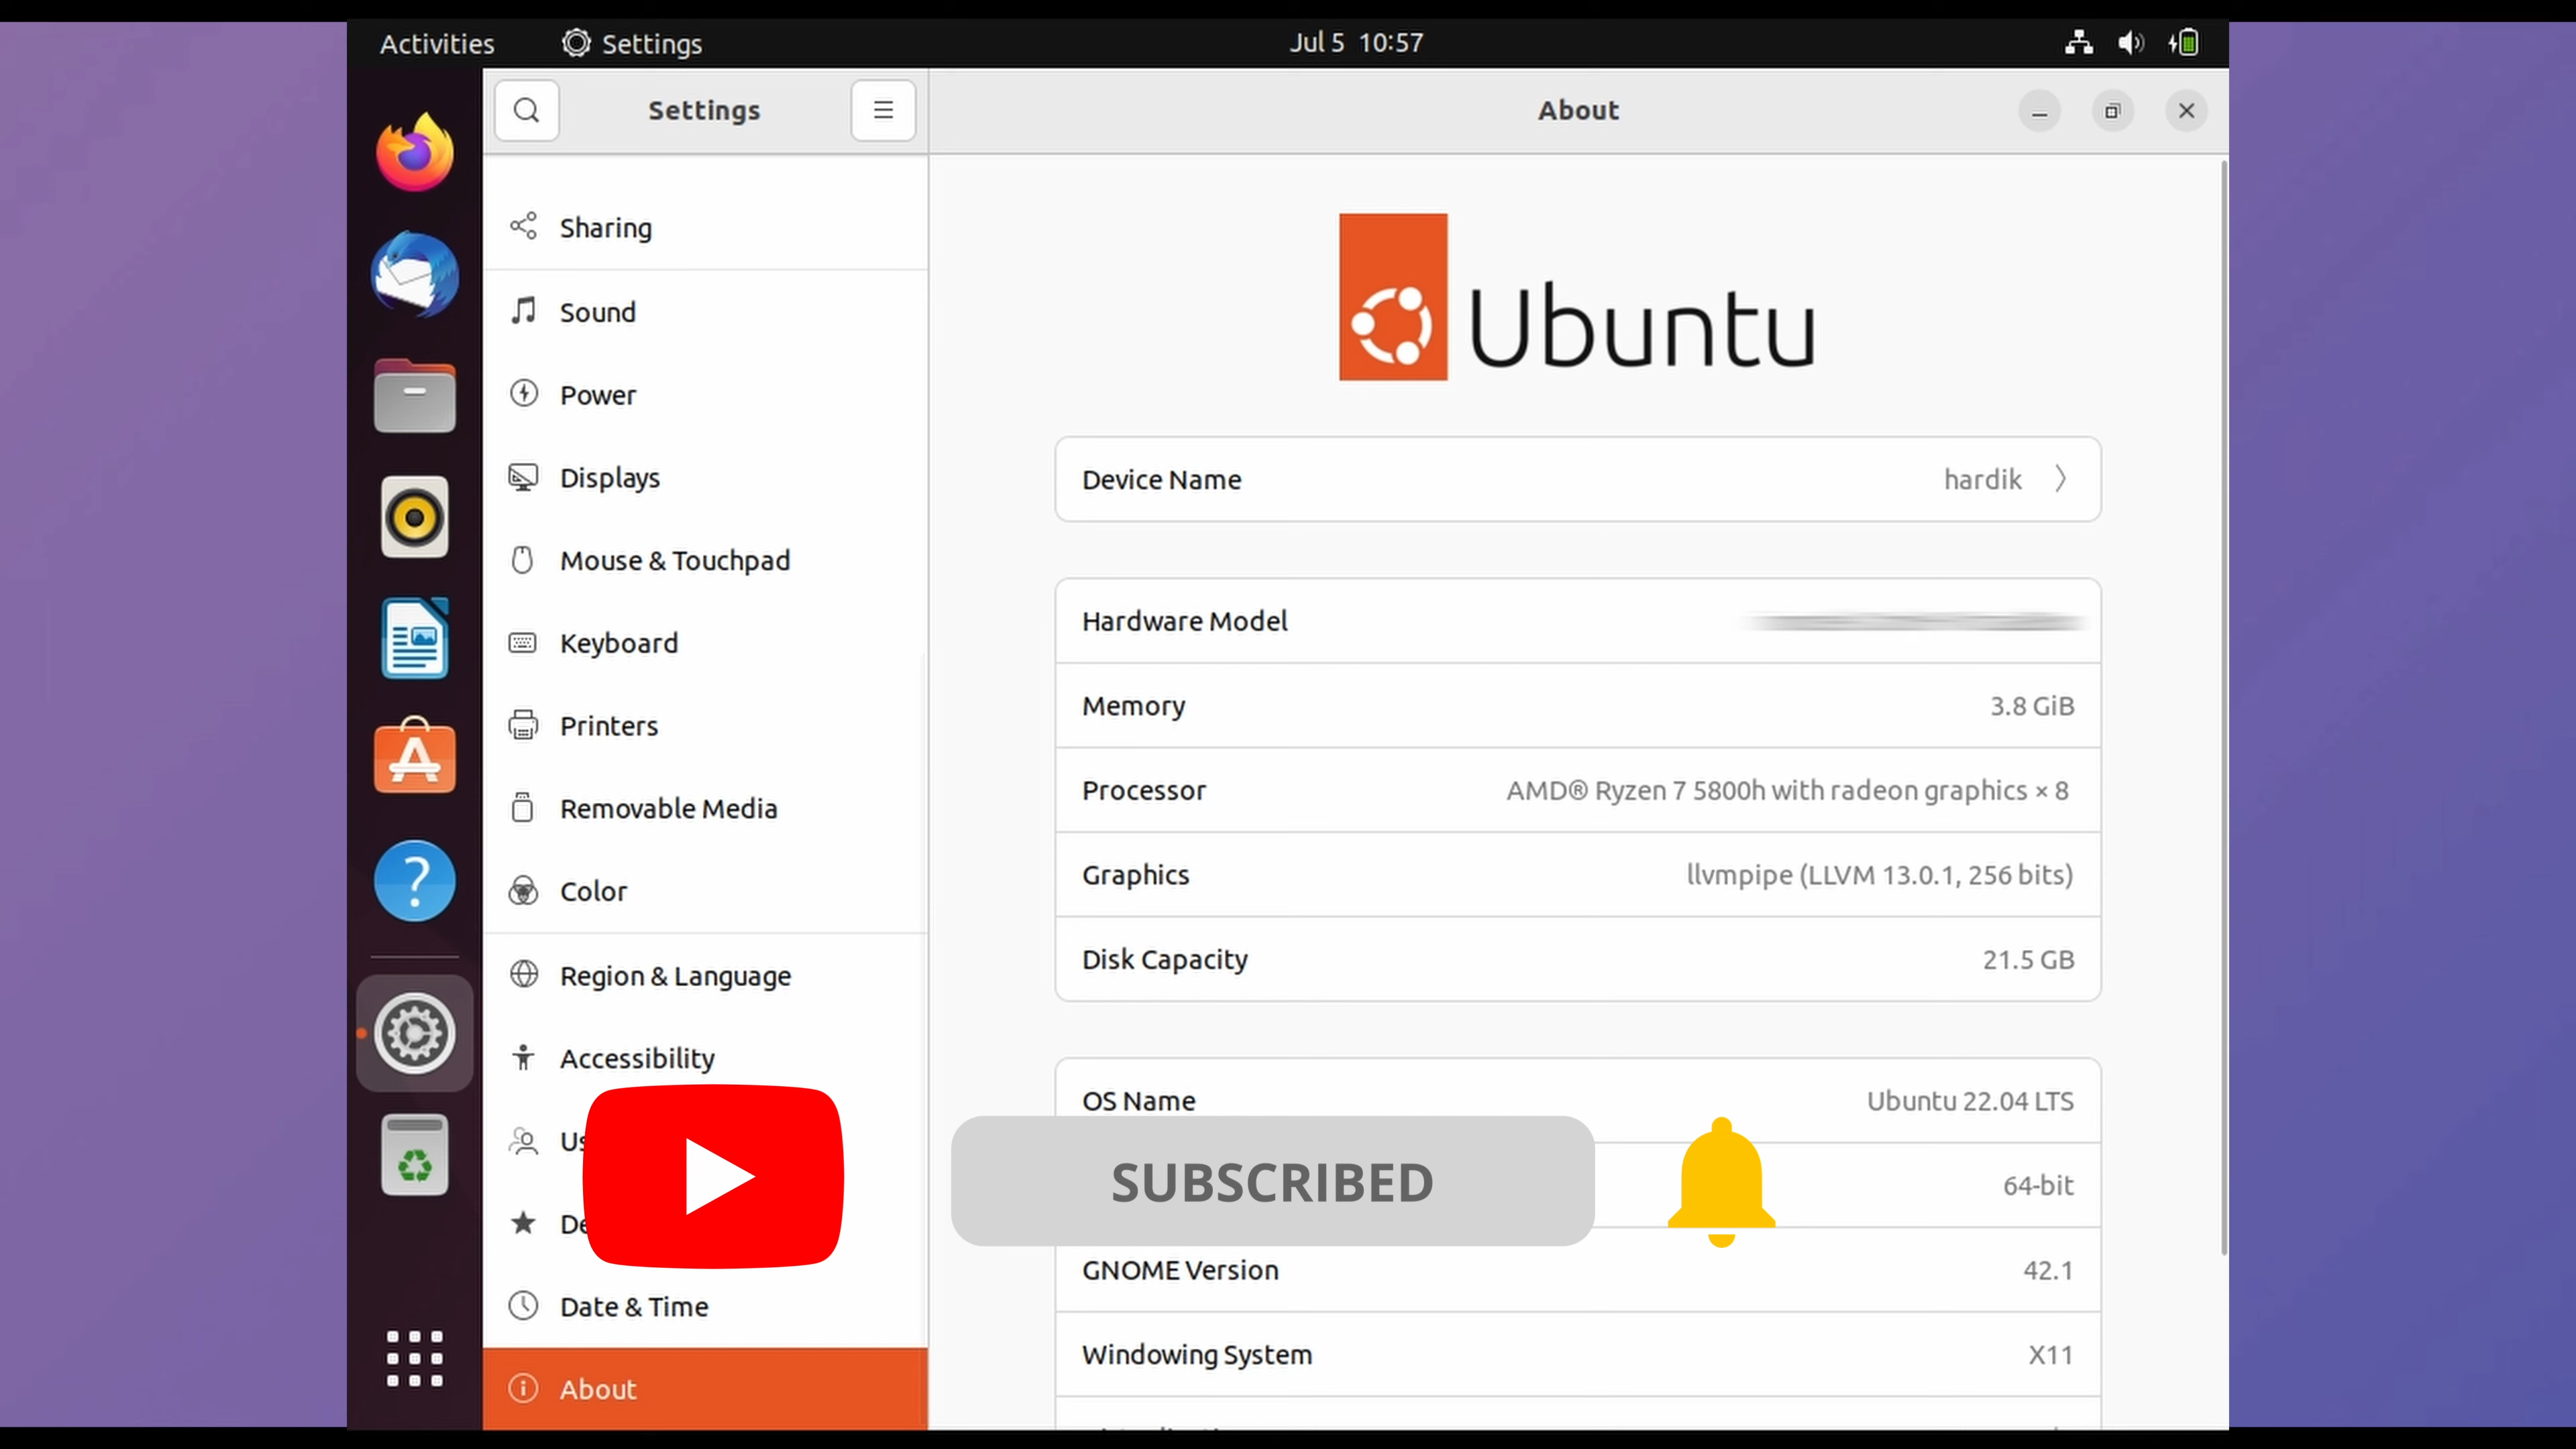 Activities Settings Jul 5 10:57
Settings
About
Sharing
Sound
Power
Displays
Mouse & Touchpad
Keyboard
Printers
Removable Media
Color
Region & Language
Accessibility
Us
De
Date & Time
About
Ubuntu
Device Name hardik
Hardware Model
Memory 3.8 GiB
Processor AMD® Ryzen 7 5800h with radeon graphics × 8
Graphics llvmpipe (LLVM 13.0.1, 256 bits)
Disk Capacity 21.5 GB
OS Name Ubuntu 22.04 LTS
64-bit
GNOME Version 42.1
Windowing System X11
SUBSCRIBED